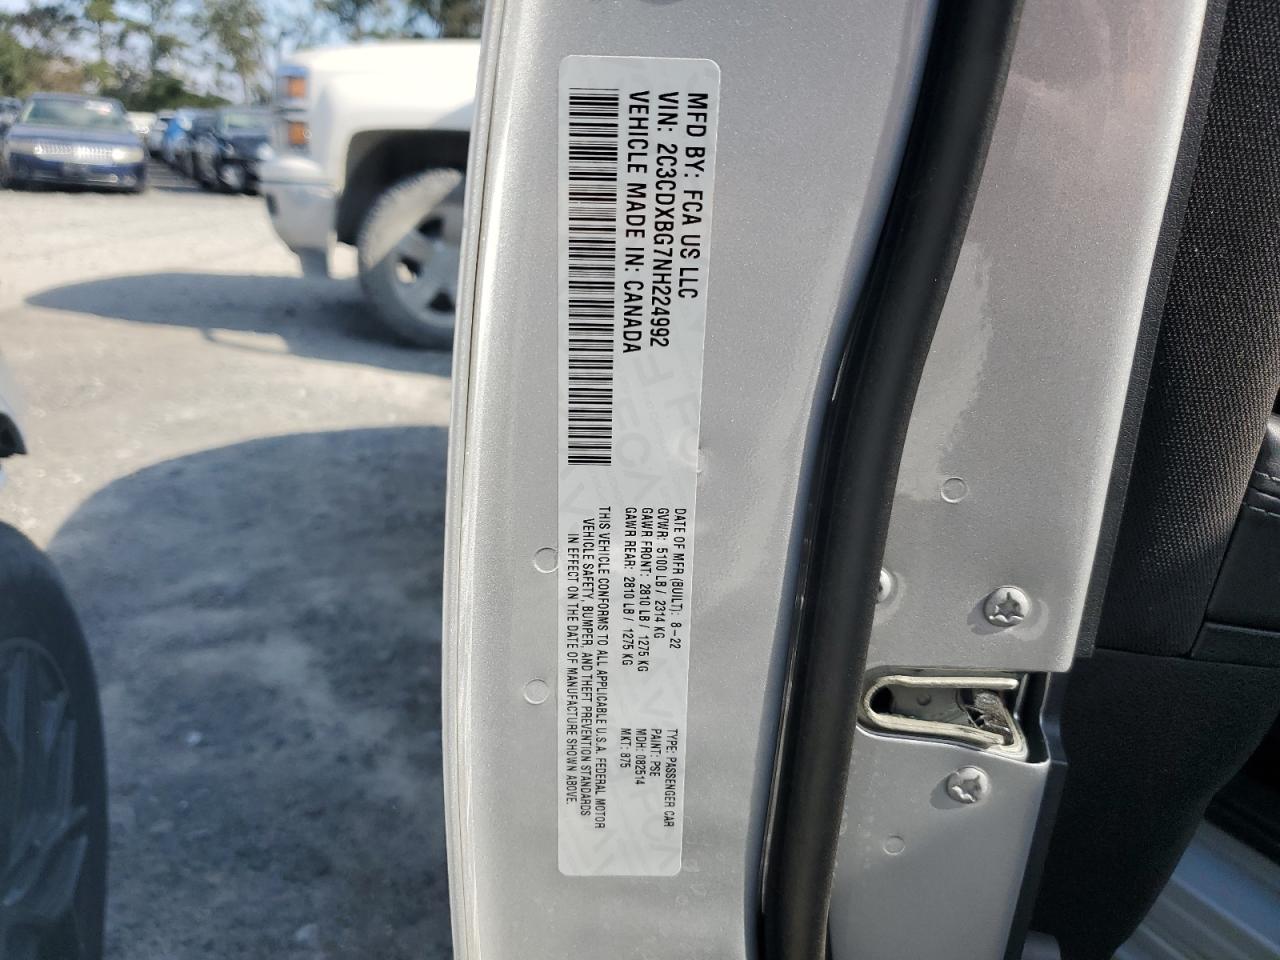 MFD BY: FCA US LLC
VIN: 2C3CDXBG7NH224992
VEHICLE MADE IN: CANADA
DATE OF MFR (BUILT): 8-22
GVWR: 5100 LB / 2314 KG
GAWR FRONT: 2810 LB / 1275 KG
GAWR REAR: 2810 LB / 1275 KG
TYPE: PASSENGER CAR
PAINT: PSE
MDH: 082514
MKT: 875
THIS VEHICLE CONFORMS TO ALL APPLICABLE U.S.A. FEDERAL MOTOR
VEHICLE SAFETY, BUMPER, AND THEFT PREVENTION STANDARDS
IN EFFECT ON THE DATE OF MANUFACTURE SHOWN ABOVE.